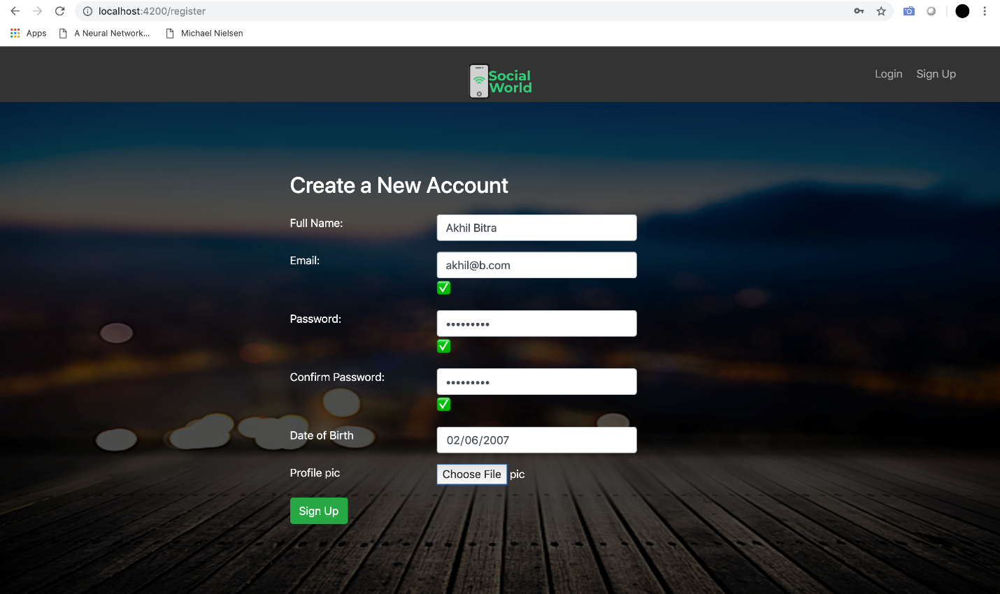 localhost:4200/register
Apps
A Neural Network...
Michael Nielsen
Social
World
Login
Sign Up
Create a New Account
Full Name:
Akhil Bitra
Email:
akhil@b.com
Password:
•••••••••
Confirm Password:
•••••••••
Date of Birth
02/06/2007
Profile pic
Choose File pic
Sign Up